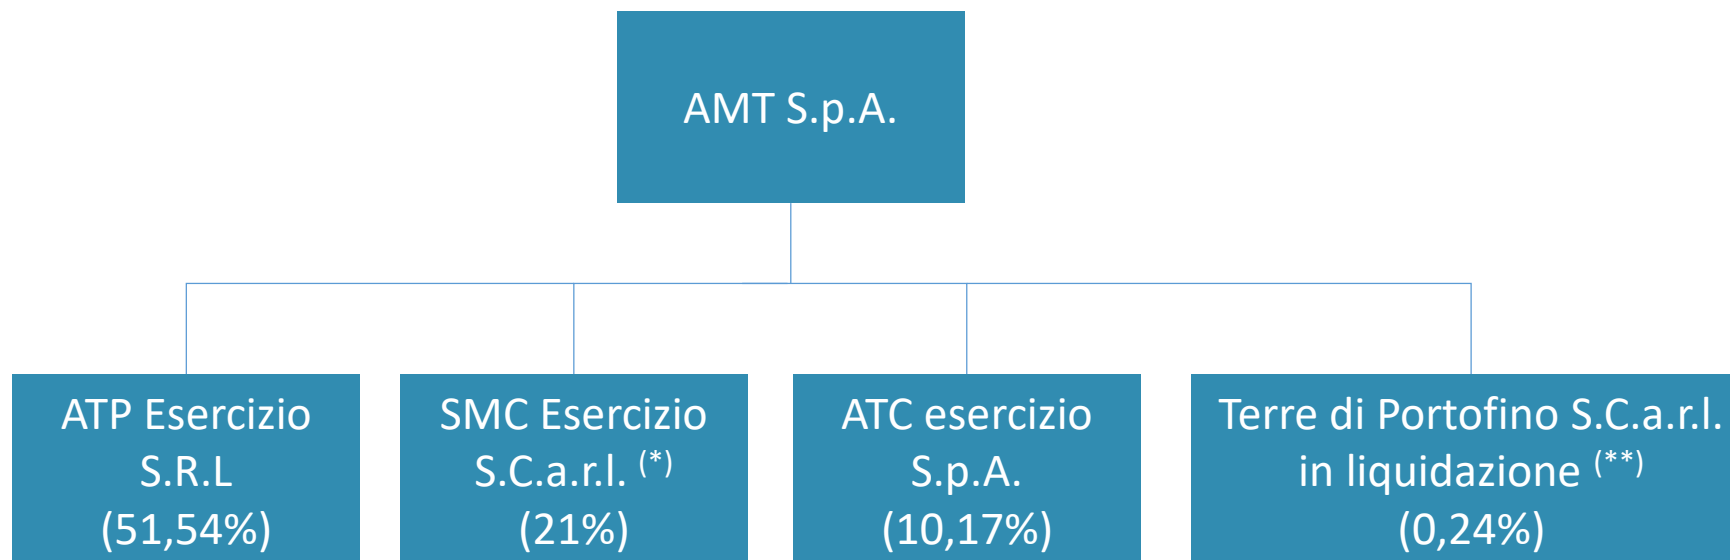 AMT S.p.A.
ATP Esercizio
S.R.L
(51,54%)
SMC Esercizio
S.C.a.r.l. (*)
(21%)
ATC esercizio
S.p.A.
(10,17%)
Terre di Portofino S.C.a.r.l.
in liquidazione (**)
(0,24%)